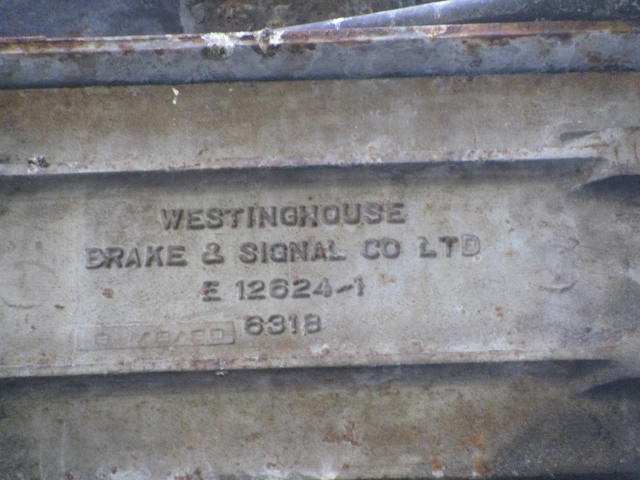 WESTINGHOUSE
BRAKE & SIGNAL CO LTD
E 12624-1
6318